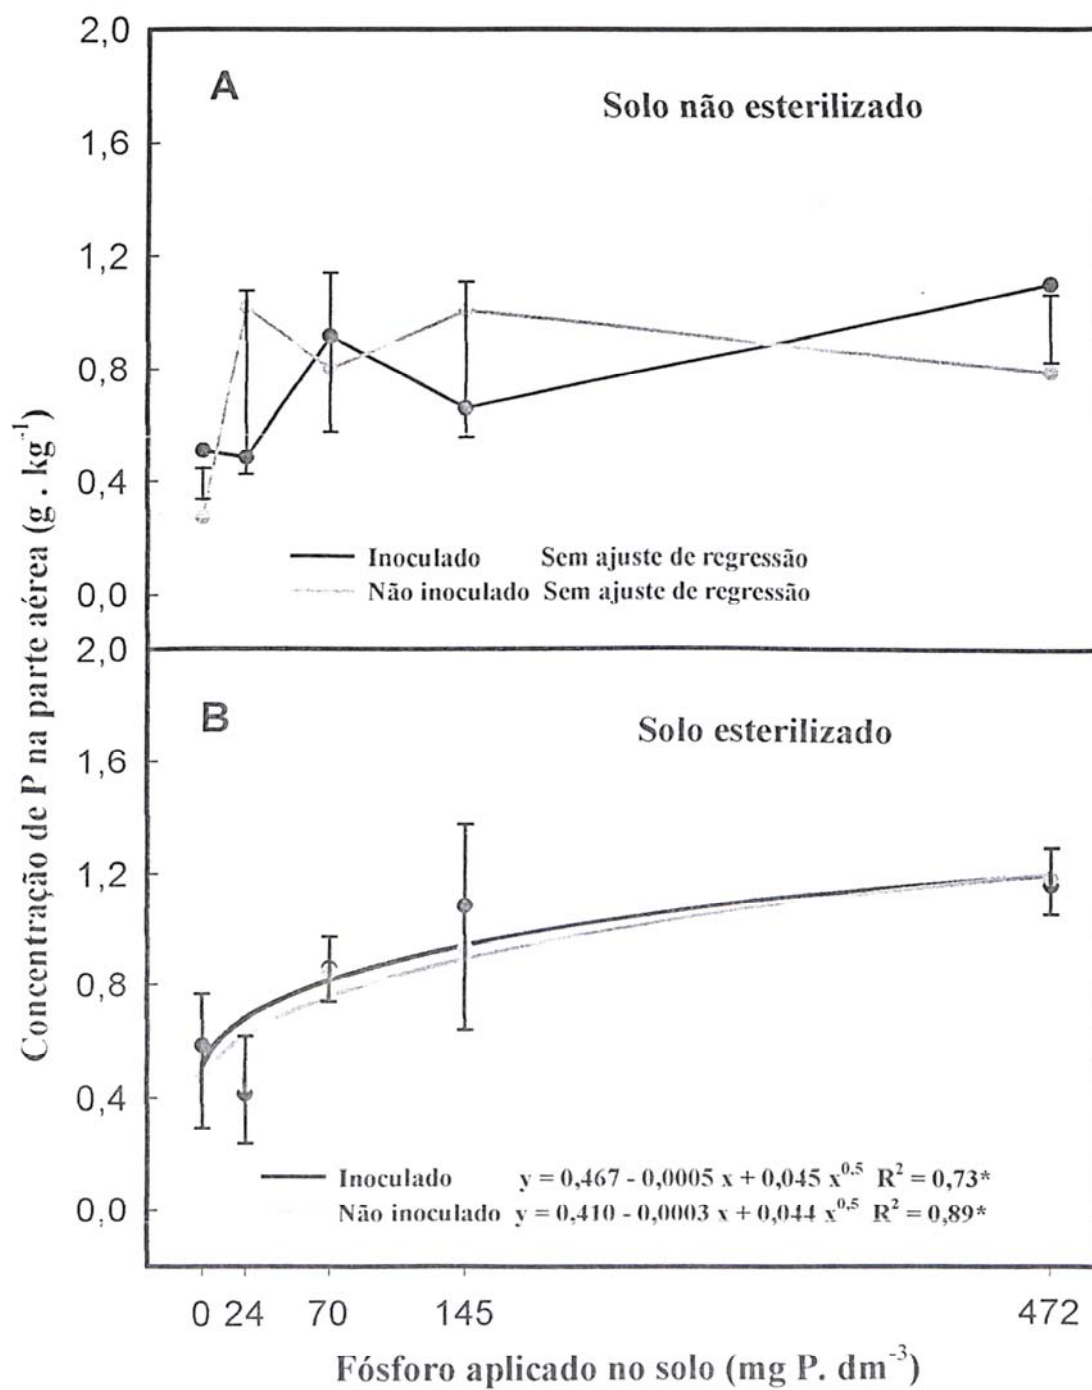 Concentração de P na parte aérea (g . kg⁻¹)
2,0
1,6
1,2
0,8
0,4
0,0
A
Solo não esterilizado
Inoculado Sem ajuste de regressão
Não inoculado Sem ajuste de regressão
2,0
1,6
1,2
0,8
0,4
0,0
B
Solo esterilizado
Inoculado y = 0,467 - 0,0005 x + 0,045 x⁰·⁵ R² = 0,73*
Não inoculado y = 0,410 - 0,0003 x + 0,044 x⁰·⁵ R² = 0,89*
0 24 70 145 472
Fósforo aplicado no solo (mg P. dm⁻³)